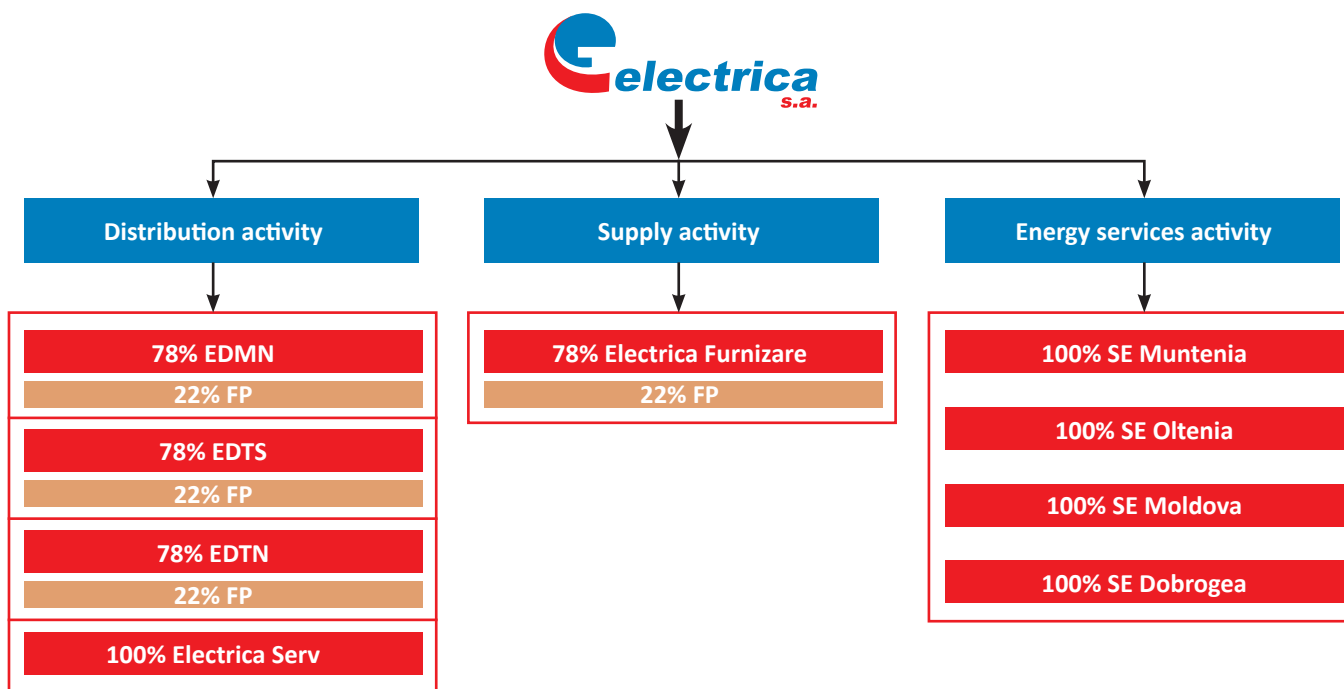 electrica
s.a.
Distribution activity
78% EDMN
22% FP
78% EDTS
22% FP
78% EDTN
22% FP
100% Electrica Serv
Supply activity
78% Electrica Furnizare
22% FP
Energy services activity
100% SE Muntenia
100% SE Oltenia
100% SE Moldova
100% SE Dobrogea